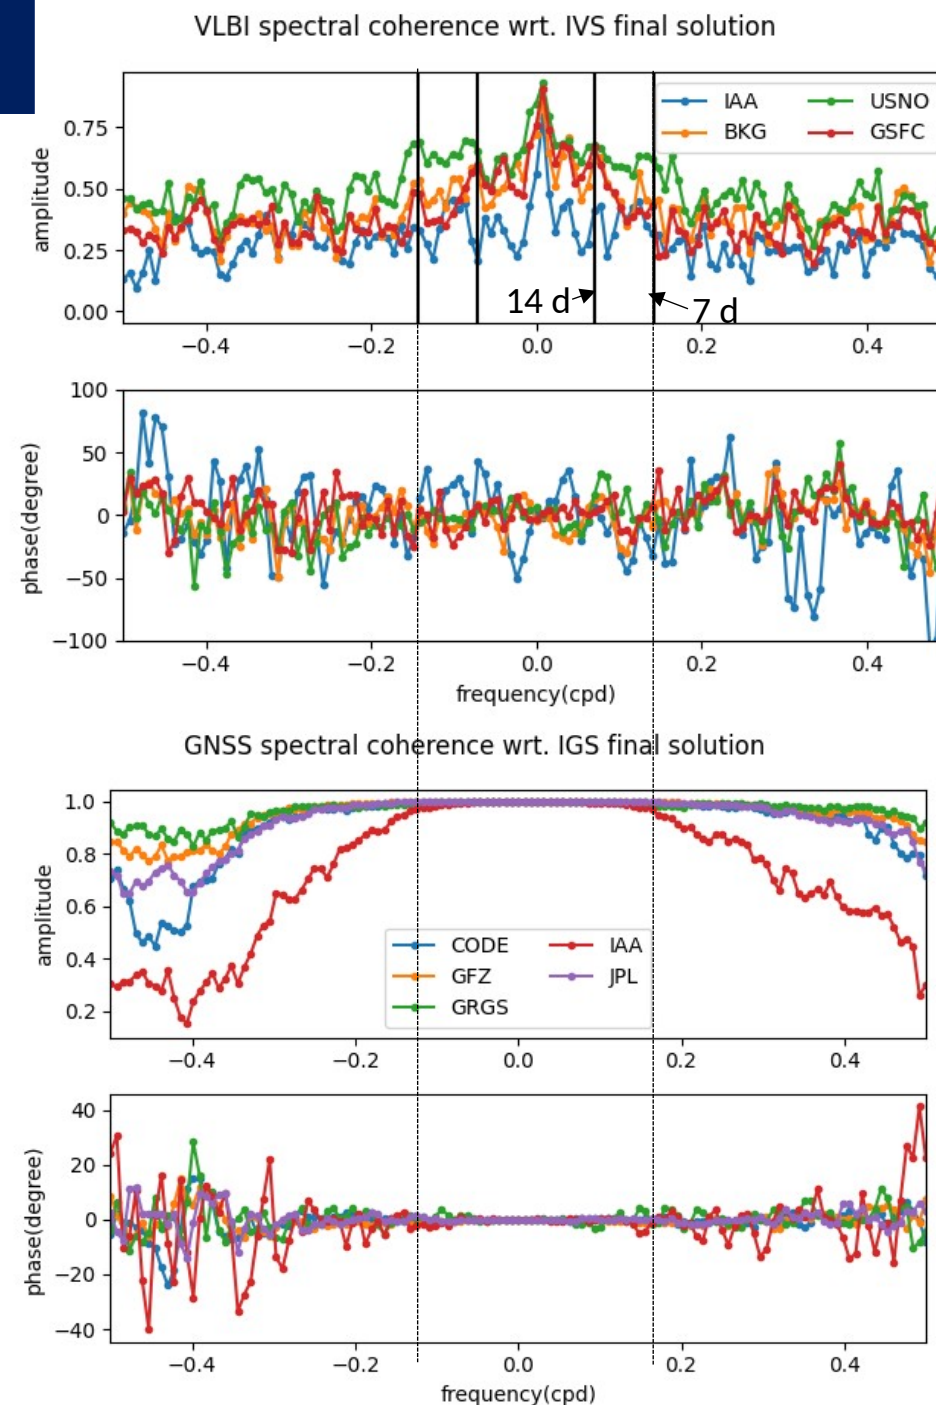 VLBI spectral coherence wrt. IVS final solution
IAA USNO
BKG GSFC
0.75
0.50
0.25
0.00
amplitude
14 d
7 d
−0.4 −0.2 0.0 0.2 0.4
100
50
0
−50
−100
phase(degree)
−0.4 −0.2 0.0 0.2 0.4
frequency(cpd)
GNSS spectral coherence wrt. IGS final solution
1.0
0.8
0.6
0.4
0.2
amplitude
CODE IAA
GFZ JPL
GRGS
−0.4 −0.2 0.0 0.2 0.4
40
20
0
−20
−40
phase(degree)
−0.4 −0.2 0.0 0.2 0.4
frequency(cpd)